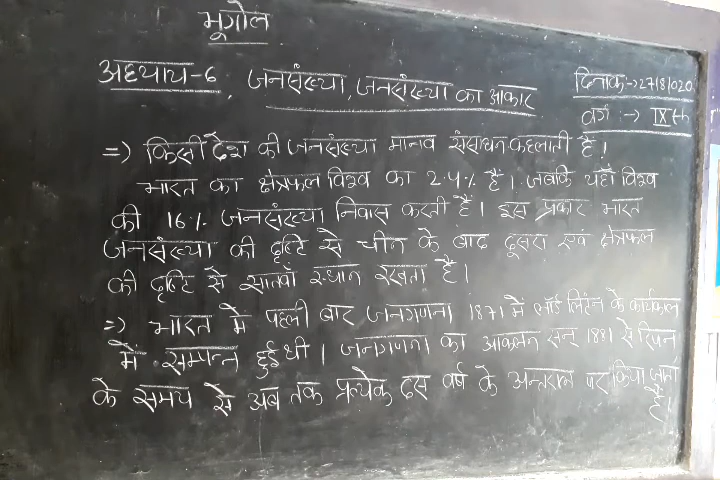 भूगोल
अध्याय-6, जनसंख्या, जनसंख्या का आकार
दिनांक→27/8/020
वर्ग :→ IXth
=> किसी देश की जनसंख्या मानव संसाधन कहलाती है।
भारत का क्षेत्रफल विश्व का 2.4% है। जबकि यहाँ विश्व
की 16% जनसंख्या निवास करती है। इस प्रकार भारत
जनसंख्या की दृष्टि से चीन के बाद दूसरा एवं क्षेत्रफल
की दृष्टि से सातवाँ स्थान रखता है।
=> भारत में पहली बार जनगणना 1871 में लॉर्ड लिटन के कार्यकाल
में सम्पन्न हुई थी। जनगणना का आकलन सन् 1881 से रिपन
के समय से अब तक प्रत्येक दस वर्ष के अन्तराल पर किया जाता
है।